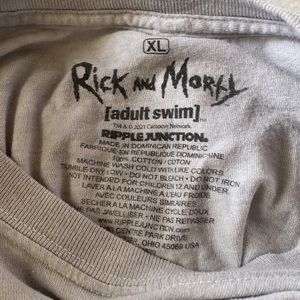 XL
Rick and Morty
[adult swim]
TM & © 2021 Cartoon Network.
RIPPLE JUNCTION.
MADE IN DOMINICAN REPUBLIC
FABRIQUE EN REPUBLIQUE DOMINICAINE
100% COTTON / COTON
MACHINE WASH COLD WITH LIKE COLORS
TUMBLE DRY LOW • DO NOT BLEACH • DO NOT IRON
NOT INTENDED FOR CHILDREN 12 AND UNDER.
LAVER A LA MACHINE A L'EAU FROIDE
AVEC COULEURS SIMILAIRES
SECHER A LA MACHINE CYCLE DOUX
PAS JAVELLISER • NE PAS REPASSER
www.RIPPLEJUNCTION.com
CENTRE PARK DRIVE
OHIO 45069 USA